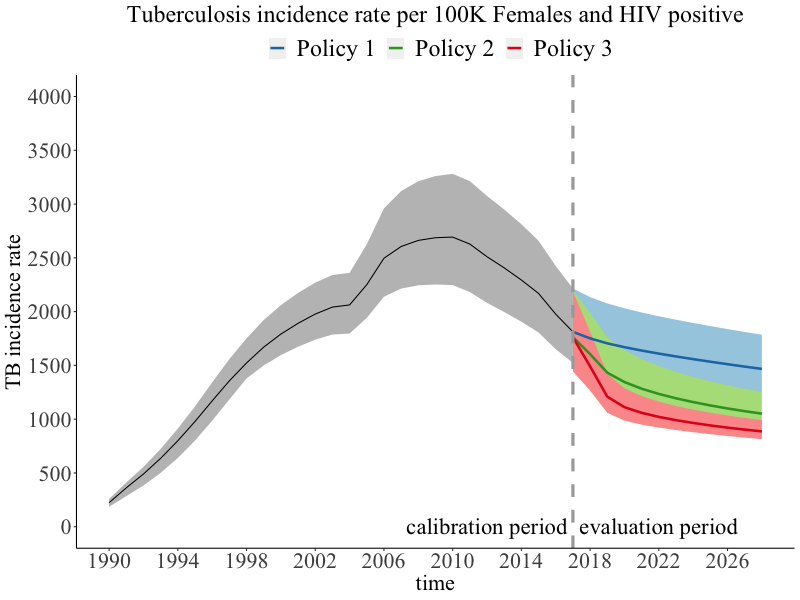 Tuberculosis incidence rate per 100K Females and HIV positive
Policy 1 Policy 2 Policy 3
TB incidence rate
4000
3500
3000
2500
2000
1500
1000
500
0
calibration period evaluation period
1990 1994 1998 2002 2006 2010 2014 2018 2022 2026
time